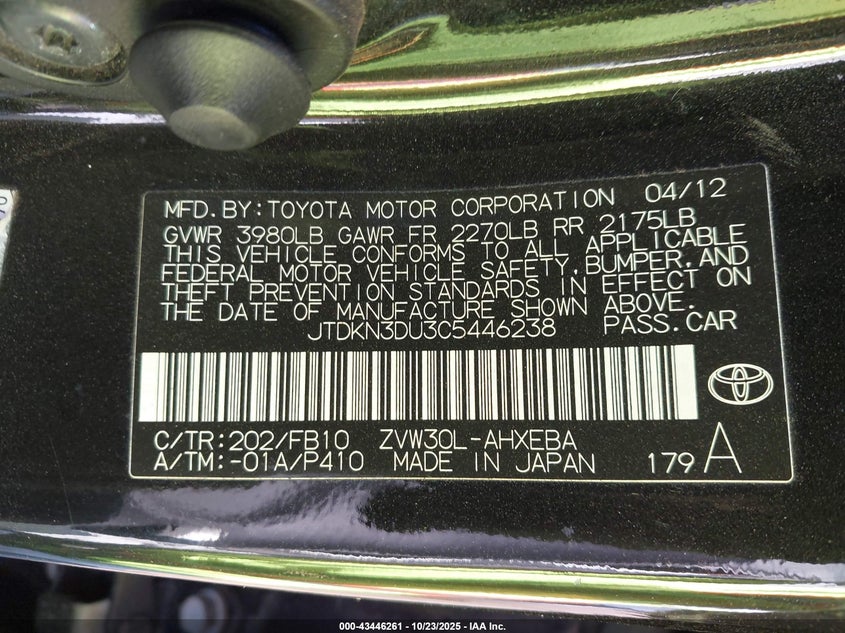 MFD.BY:TOYOTA MOTOR CORPORATION 04/12
GVWR 3980LB GAWR FR 2270LB RR 2175LB
THIS VEHICLE CONFORMS TO ALL APPLICABLE
FEDERAL MOTOR VEHICLE SAFETY,BUMPER,AND
THEFT PREVENTION STANDARDS IN EFFECT ON
THE DATE OF MANUFACTURE SHOWN ABOVE.
JTDKN3DU3C5446238 PASS.CAR
C/TR:202/FB10 ZVW30L-AHXEBA
A/TM:-01A/P410 MADE IN JAPAN 179 A
000-43446261 - 10/23/2025 - IAA Inc.